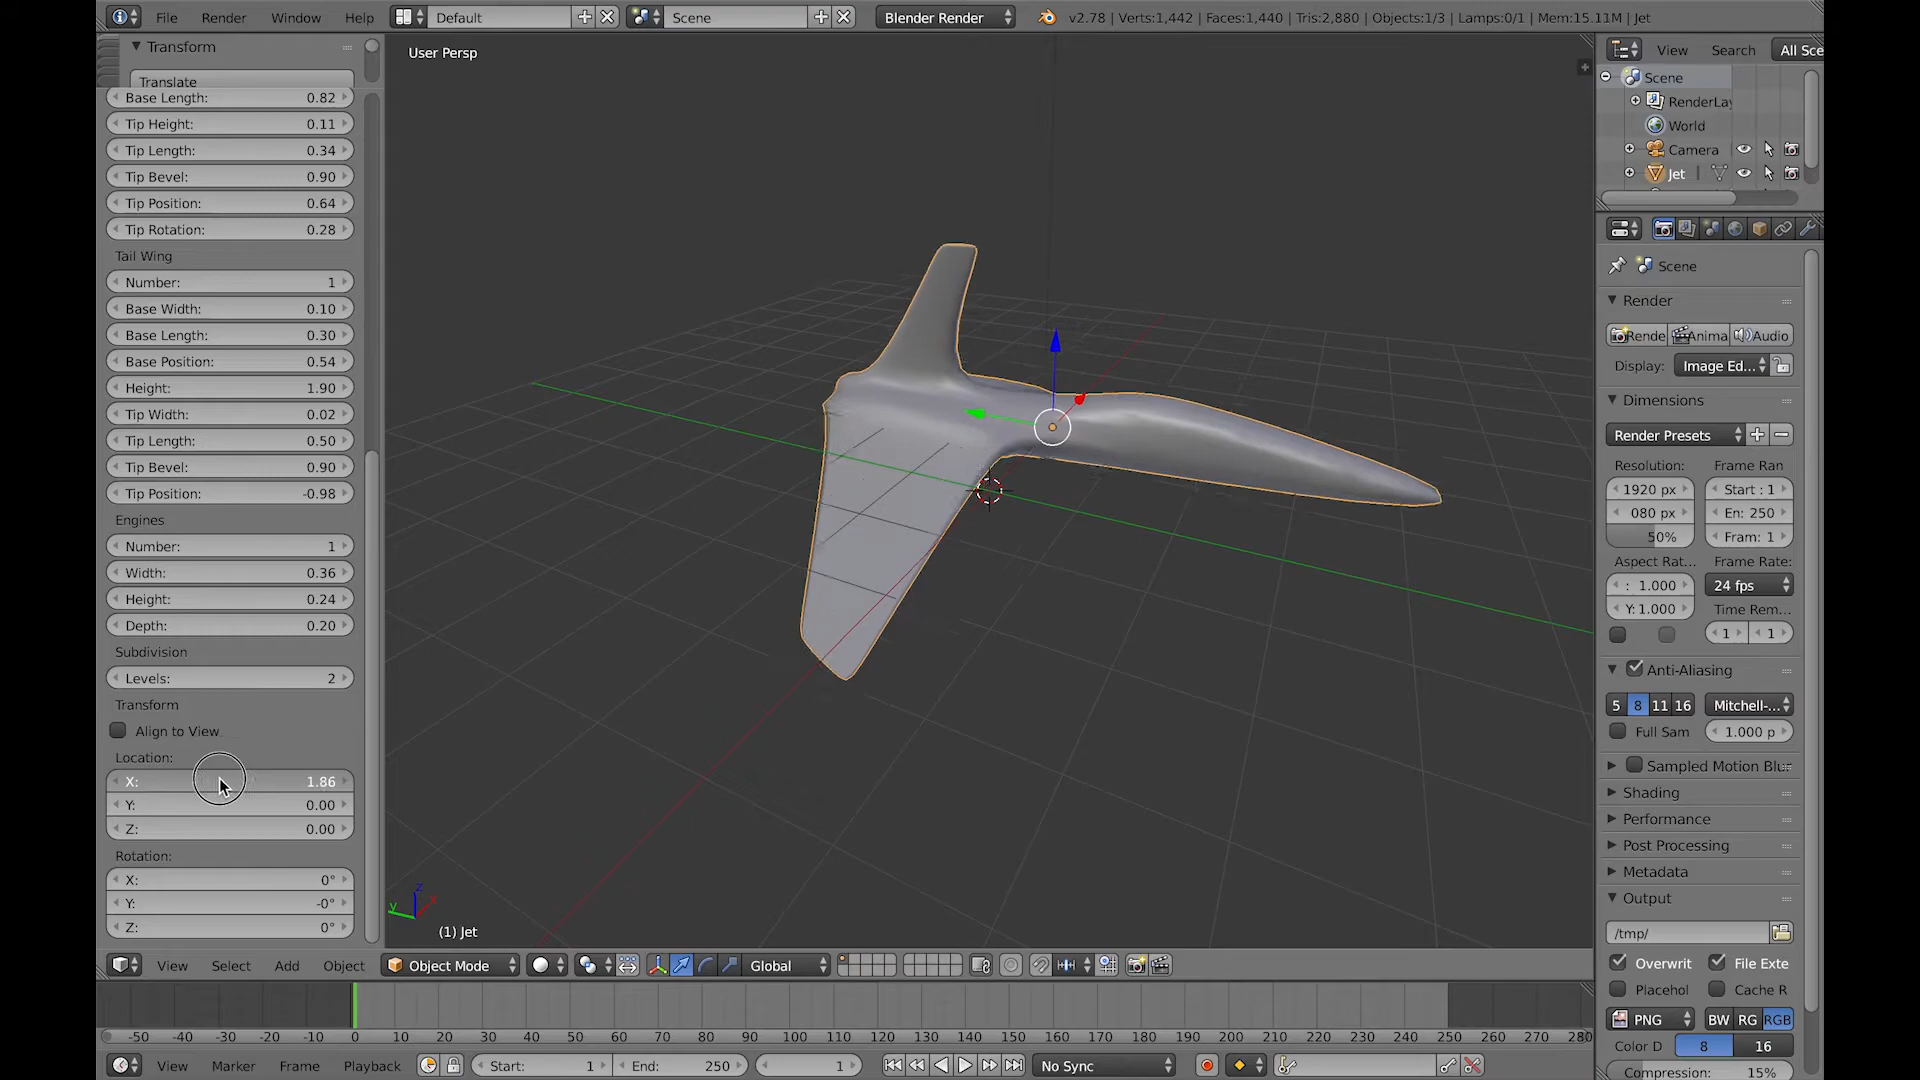 File Render Window Help Default Scene Blender Render v2.78 | Verts:1,442 | Faces:1,440 | Tris:2,880 | Objects:1/3 | Lamps:0/1 | Mem:15.11M | Jet
Transform
Translate
Base Length: 0.82
Tip Height: 0.11
Tip Length: 0.34
Tip Bevel: 0.90
Tip Position: 0.64
Tip Rotation: 0.28
Tail Wing
Number: 1
Base Width: 0.10
Base Length: 0.30
Base Position: 0.54
Height: 1.90
Tip Width: 0.02
Tip Length: 0.50
Tip Bevel: 0.90
Tip Position: -0.98
Engines
Number: 1
Width: 0.36
Height: 0.24
Depth: 0.20
Subdivision
Levels: 2
Transform
Align to View
Location:
X: 1.86
Y: 0.00
Z: 0.00
Rotation:
X: 0°
Y: -0°
Z: 0°
User Persp
z
y x
(1) Jet
View Search All Sce
Scene
RenderLay
World
Camera
Jet
Scene
Render
Rende Anima Audio
Display: Image Ed...
Dimensions
Render Presets
Resolution: Frame Ran
1920 px Start : 1
080 px En: 250
50% Fram: 1
Aspect Rat... Frame Rate:
: 1.000 24 fps
Y: 1.000 Time Rem...
1 1
Anti-Aliasing
5 8 11 16 Mitchell-...
Full Sam 1.000 p
Sampled Motion Blu
Shading
Performance
Post Processing
Metadata
Output
/tmp/
Overwrit File Exte
Placehol Cache R
PNG BW RG RGB
Color D 8 16
Compression: 15%
View Select Add Object Object Mode Global
-50 -40 -30 -20 -10 0 10 20 30 40 50 60 70 80 90 100 110 120 130 140 150 160 170 180 190 200 210 220 230 240 250 260 270 280
View Marker Frame Playback Start: 1 End: 250 1 No Sync